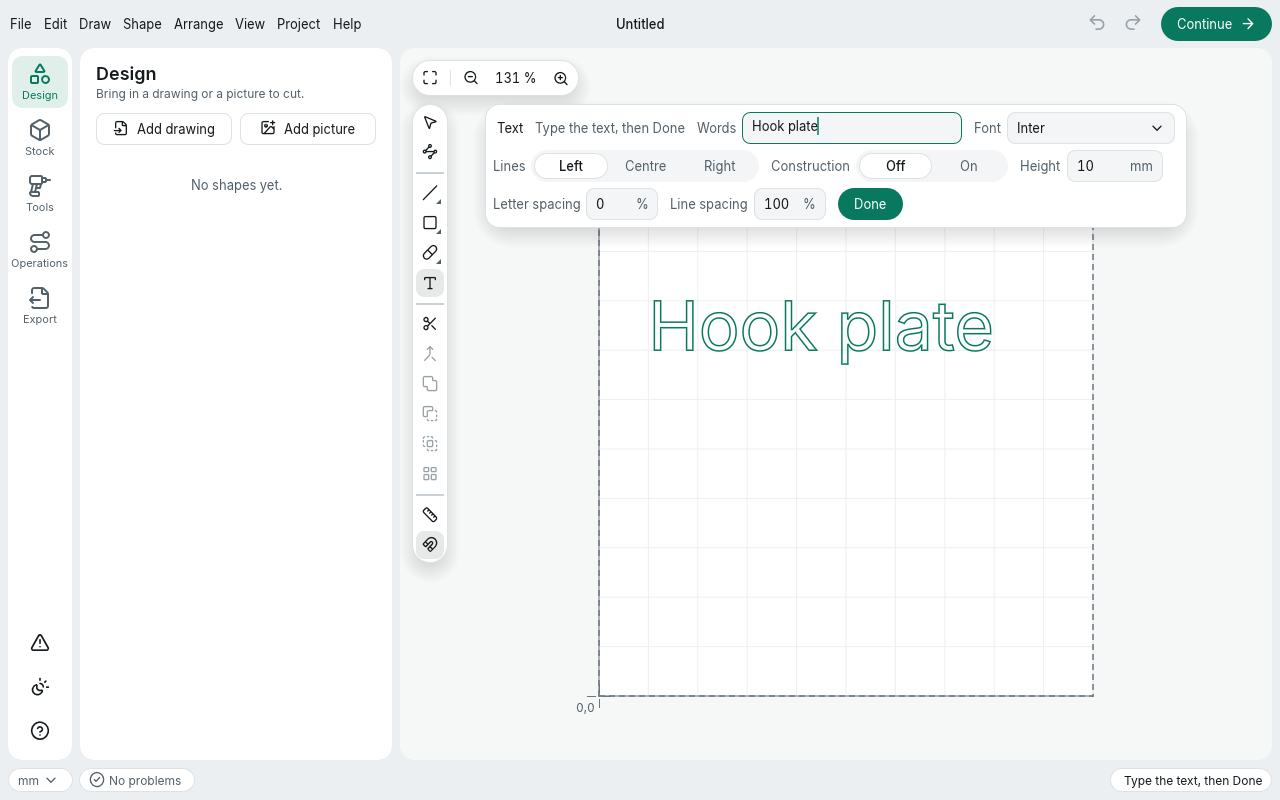 File Edit Draw Shape Arrange View Project Help
Untitled
Continue
Design
Stock
Tools
Operations
Export
Design
Bring in a drawing or a picture to cut.
Add drawing
Add picture
No shapes yet.
131 %
Text Type the text, then Done Words Hook plate Font Inter
Lines Left Centre Right Construction Off On Height 10 mm
Letter spacing 0 % Line spacing 100 % Done
Hook plate
0,0
mm
No problems
Type the text, then Done